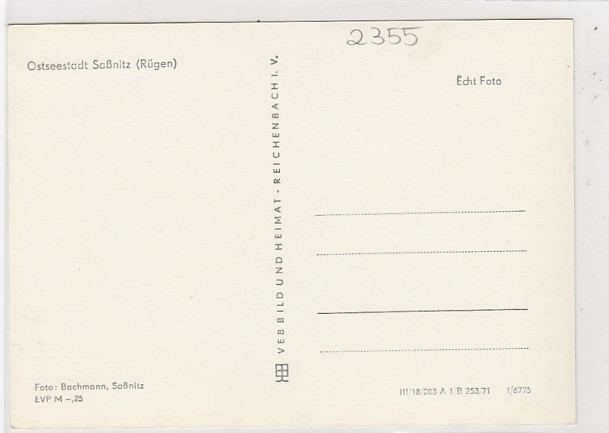 2355
Ostseestadt Saßnitz (Rügen)
Echt Foto
VEB BILD UND HEIMAT · REICHENBACH I. V.
Foto: Bachmann, Saßnitz
EVP M –,25
III/18/203 A 1 B 253/71 1/6775